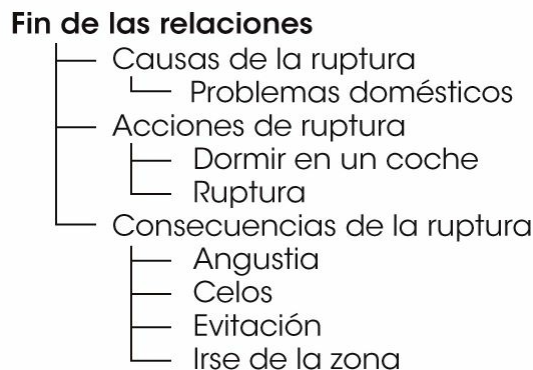 Fin de las relaciones
Causas de la ruptura
Problemas domésticos
Acciones de ruptura
Dormir en un coche
Ruptura
Consecuencias de la ruptura
Angustia
Celos
Evitación
Irse de la zona